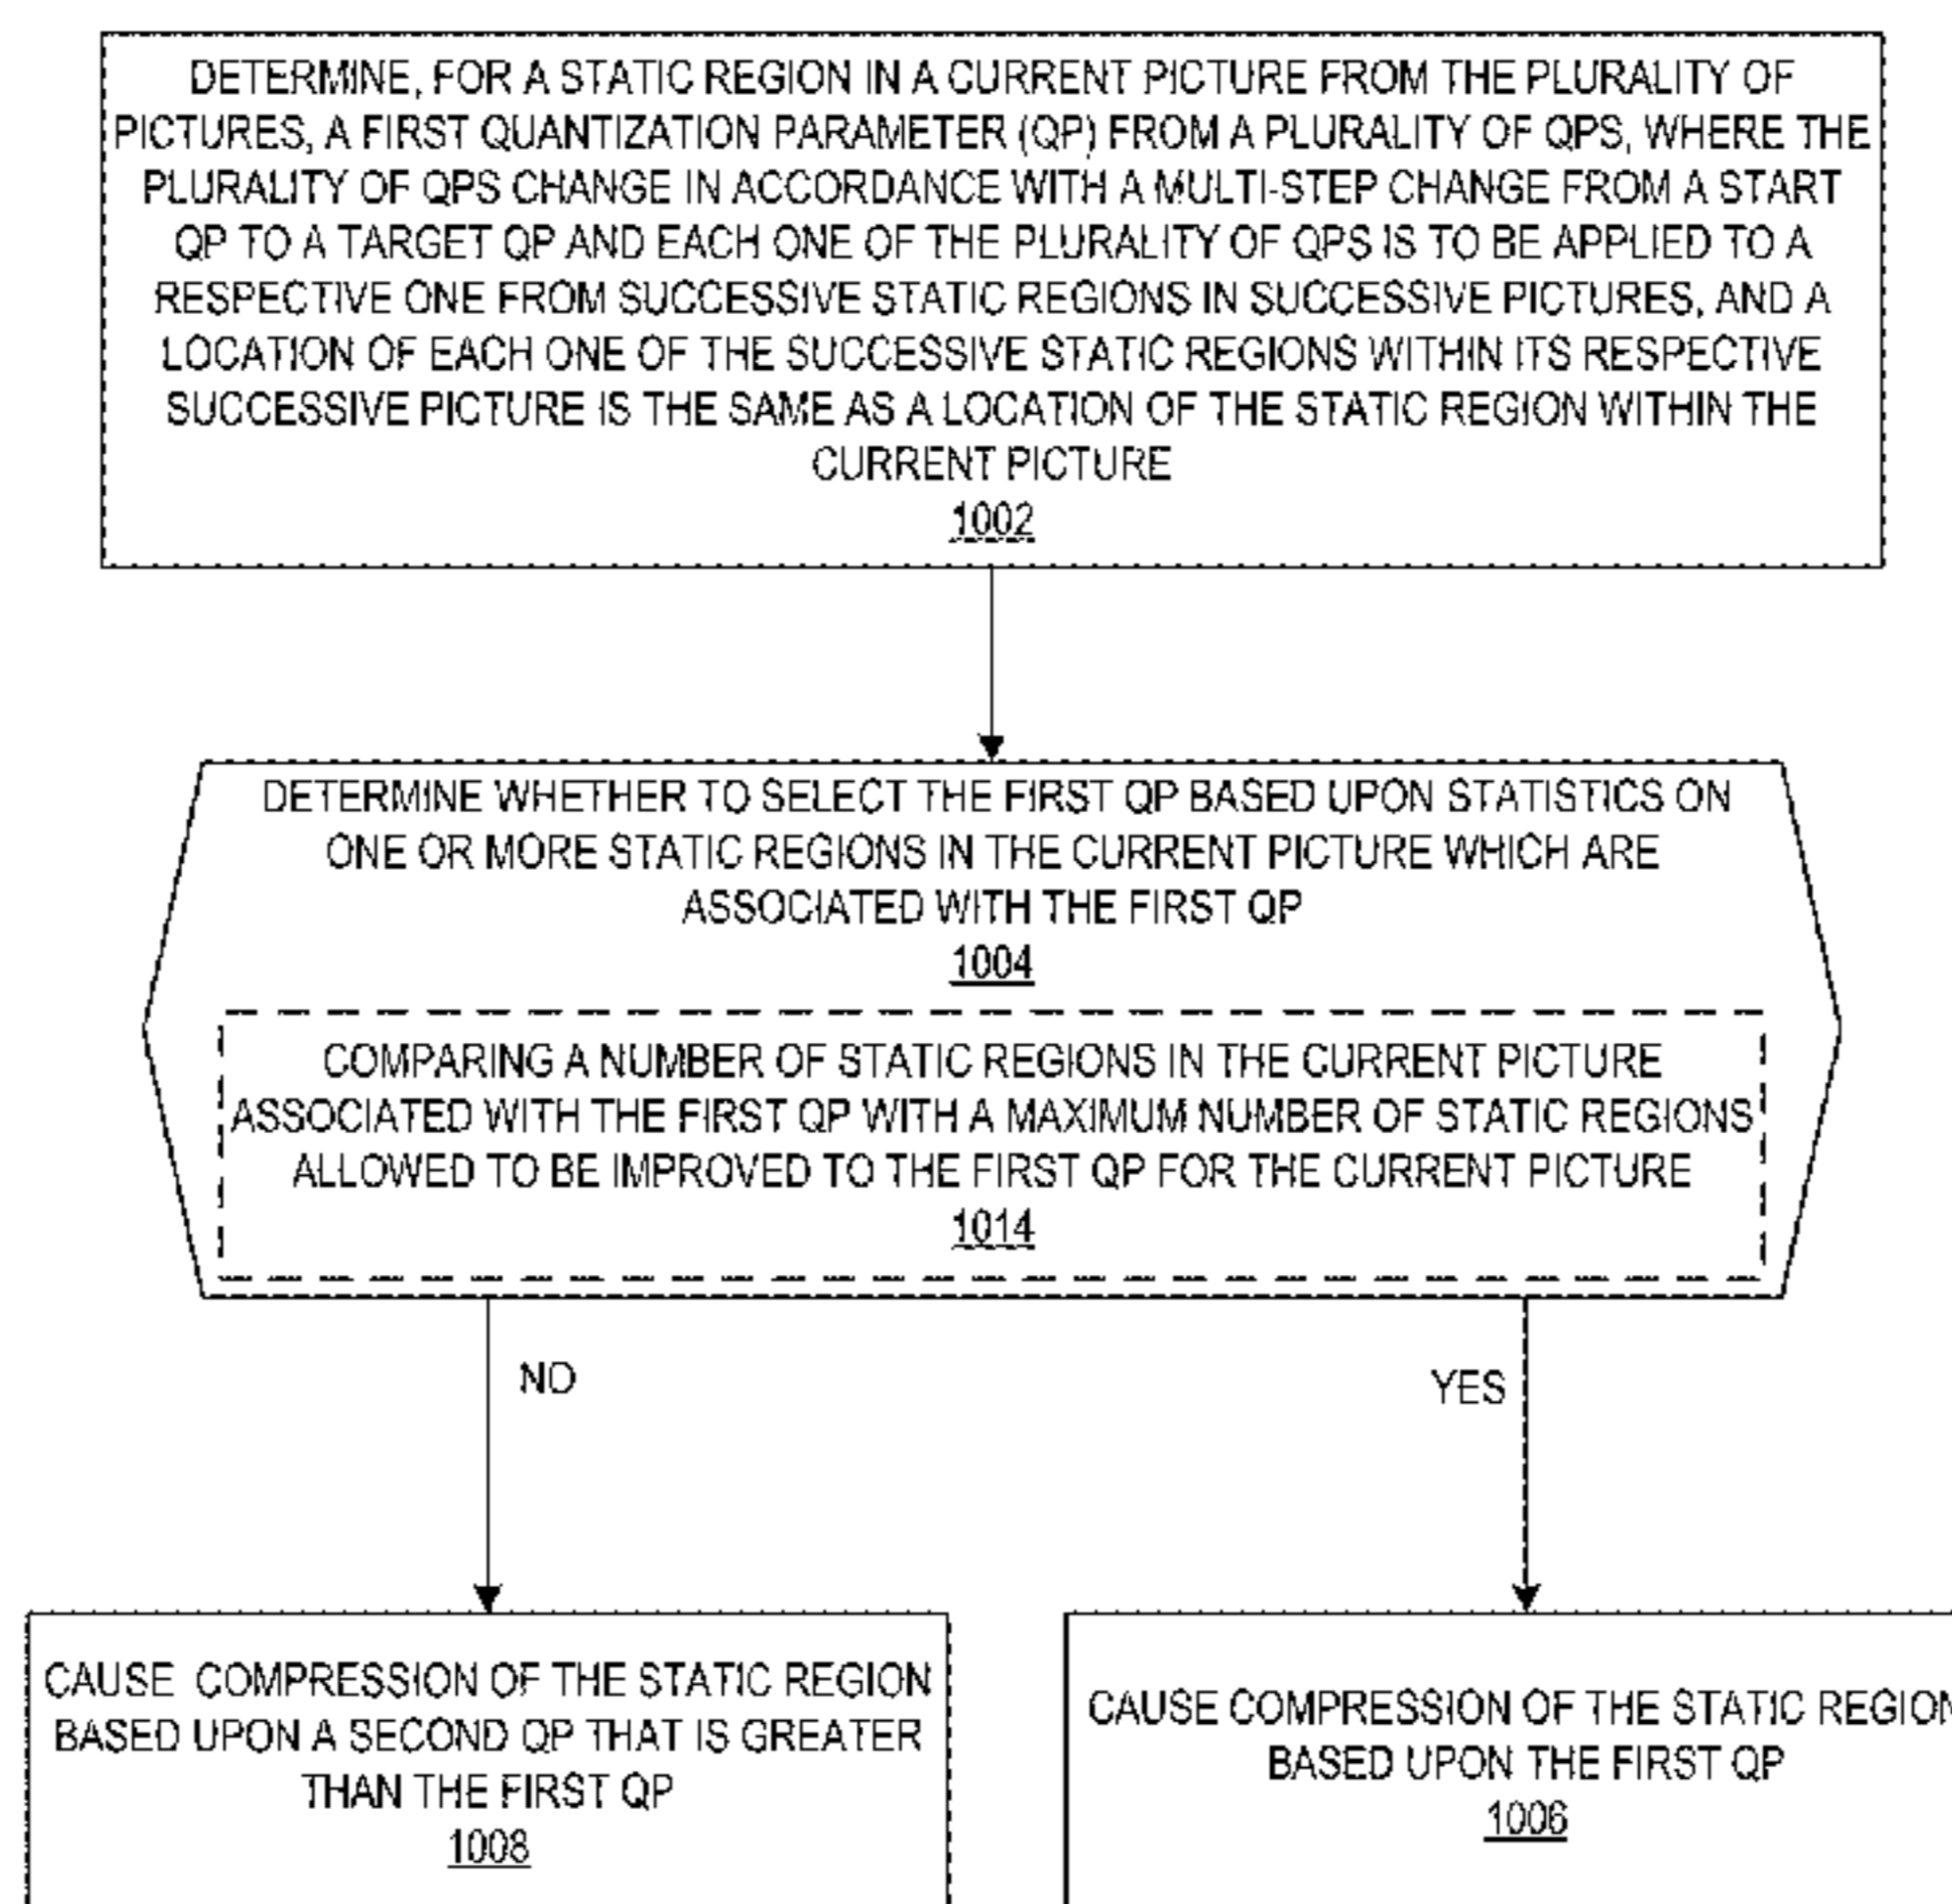 DETERMINE, FOR A STATIC REGION IN A CURRENT PICTURE FROM THE PLURALITY OF
PICTURES, A FIRST QUANTIZATION PARAMETER (QP) FROM A PLURALITY OF QPS, WHERE THE
PLURALITY OF QPS CHANGE IN ACCORDANCE WITH A MULTI-STEP CHANGE FROM A START
QP TO A TARGET QP AND EACH ONE OF THE PLURALITY OF QPS IS TO BE APPLIED TO A
RESPECTIVE ONE FROM SUCCESSIVE STATIC REGIONS IN SUCCESSIVE PICTURES, AND A
LOCATION OF EACH ONE OF THE SUCCESSIVE STATIC REGIONS WITHIN ITS RESPECTIVE
SUCCESSIVE PICTURE IS THE SAME AS A LOCATION OF THE STATIC REGION WITHIN THE
CURRENT PICTURE
1002
DETERMINE WHETHER TO SELECT THE FIRST QP BASED UPON STATISTICS ON
ONE OR MORE STATIC REGIONS IN THE CURRENT PICTURE WHICH ARE
ASSOCIATED WITH THE FIRST QP
1004
COMPARING A NUMBER OF STATIC REGIONS IN THE CURRENT PICTURE
ASSOCIATED WITH THE FIRST QP WITH A MAXIMUM NUMBER OF STATIC REGIONS
ALLOWED TO BE IMPROVED TO THE FIRST QP FOR THE CURRENT PICTURE
1014
NO
YES
CAUSE COMPRESSION OF THE STATIC REGION
BASED UPON A SECOND QP THAT IS GREATER
THAN THE FIRST QP
1008
CAUSE COMPRESSION OF THE STATIC REGION
BASED UPON THE FIRST QP
1006